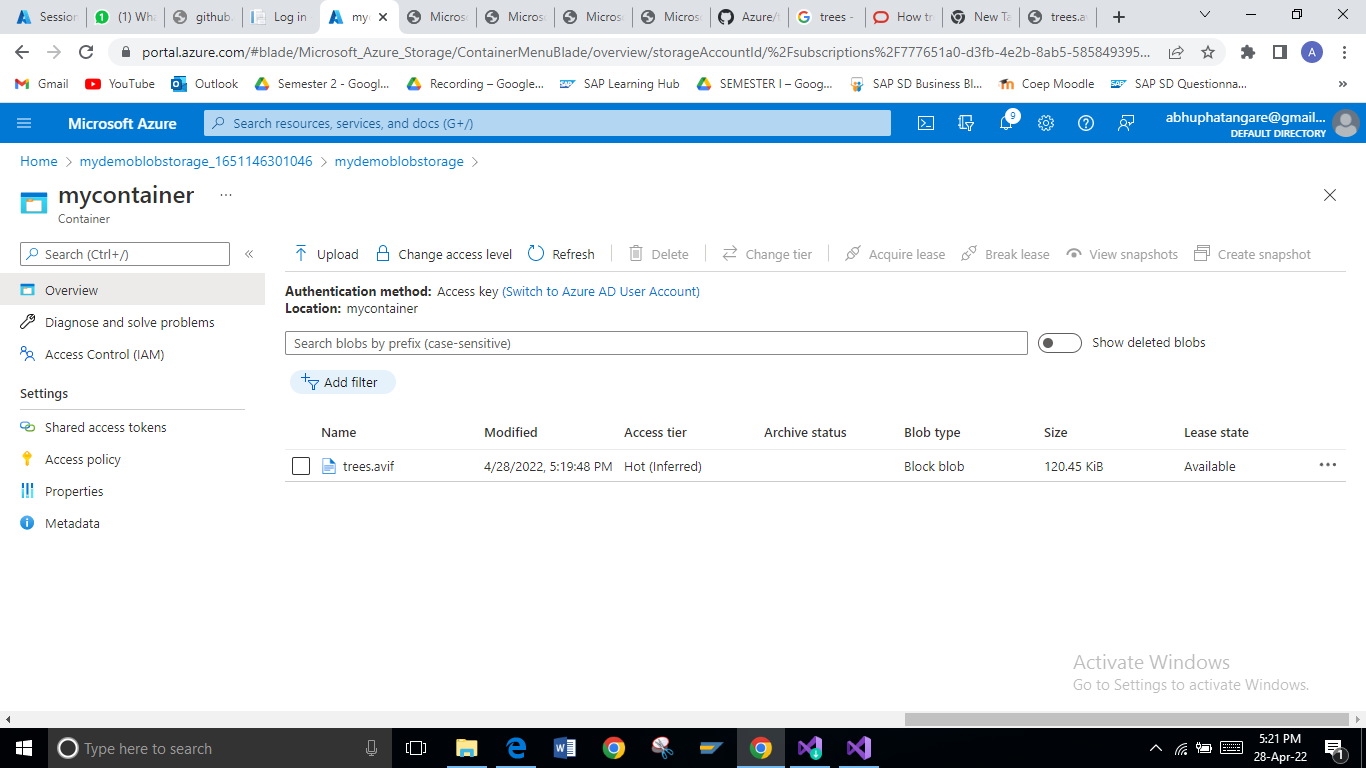 Session
(1) Wha
github.
Log in
my
Microso
Microso
Microso
Microso
Azure/
trees -
How tr
New Ta
trees.a
portal.azure.com/#blade/Microsoft_Azure_Storage/ContainerMenuBlade/overview/storageAccountId/%2Fsubscriptions%2F777651a0-d3fb-4e2b-8ab5-585849395...
A
Gmail
YouTube
Outlook
Semester 2 - Googl...
Recording – Google...
SAP Learning Hub
SEMESTER I – Goog...
SAP SD Business Bl...
Coep Moodle
SAP SD Questionna...
»
Microsoft Azure
Search resources, services, and docs (G+/)
9
abhuphatangare@gmail...
DEFAULT DIRECTORY
Home > mydemoblobstorage_1651146301046 > mydemoblobstorage >
mycontainer ...
Container
Search (Ctrl+/)
«
Upload
Change access level
Refresh
Delete
Change tier
Acquire lease
Break lease
View snapshots
Create snapshot
Overview
Diagnose and solve problems
Access Control (IAM)
Settings
Shared access tokens
Access policy
Properties
Metadata
Authentication method: Access key (Switch to Azure AD User Account)
Location: mycontainer
Search blobs by prefix (case-sensitive)
Show deleted blobs
Add filter
Name Modified Access tier Archive status Blob type Size Lease state
trees.avif 4/28/2022, 5:19:48 PM Hot (Inferred) Block blob 120.45 KiB Available ...
Activate Windows
Go to Settings to activate Windows.
Type here to search
5:21 PM
28-Apr-22
1